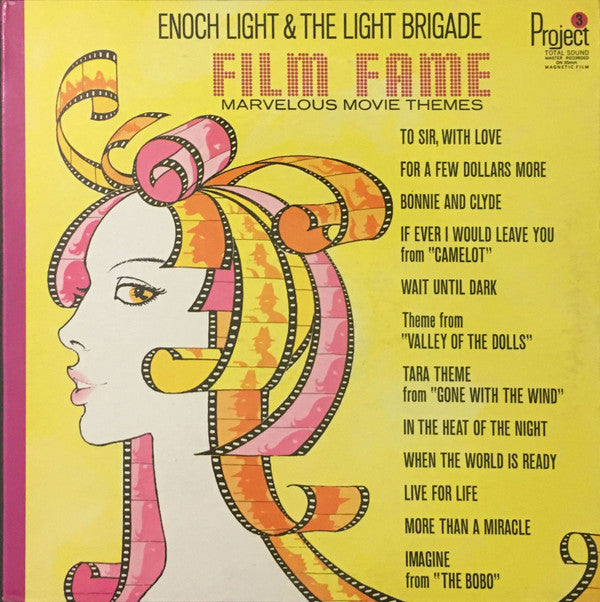 ENOCH LIGHT & THE LIGHT BRIGADE
FILM FAME
MARVELOUS MOVIE THEMES
3
Project
TOTAL SOUND
MASTER RECORDED
ON 35mm
MAGNETIC FILM
TO SIR, WITH LOVE
FOR A FEW DOLLARS MORE
BONNIE AND CLYDE
IF EVER I WOULD LEAVE YOU
from "CAMELOT"
WAIT UNTIL DARK
Theme from
"VALLEY OF THE DOLLS"
TARA THEME
from "GONE WITH THE WIND"
IN THE HEAT OF THE NIGHT
WHEN THE WORLD IS READY
LIVE FOR LIFE
MORE THAN A MIRACLE
IMAGINE
from "THE BOBO"